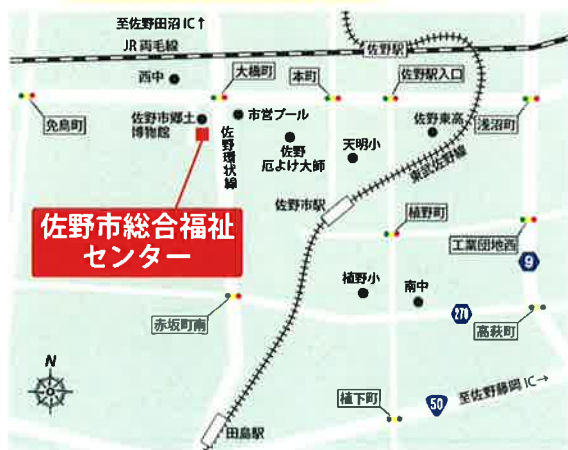 至佐野田沼IC↑
JR両毛線
佐野駅
西中
大橋町
本町
佐野駅入口
免鳥町
佐野市郷土
博物館
市営プール
佐野
厄よけ大師
天明小
佐野東高
浅沼町
佐野環状線
東武佐野線
佐野市駅
佐野市総合福祉
センター
植野町
工業団地西
9
植野小
南中
270
高萩町
赤坂町南
N
田島駅
植下町
50
至佐野藤岡IC→